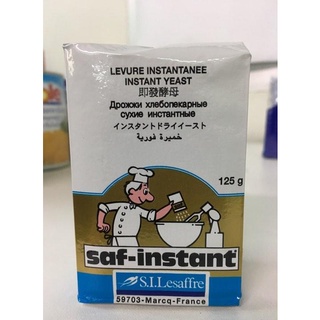 LEVURE INSTANTANEE
INSTANT YEAST
即發酵母
Дрожжи хлебопекарные
сухие инстантные
インスタントドライイースト
خميرة فورية
125 g
saf-instant®
S.I.Lesaffre
59703-Marcq-France